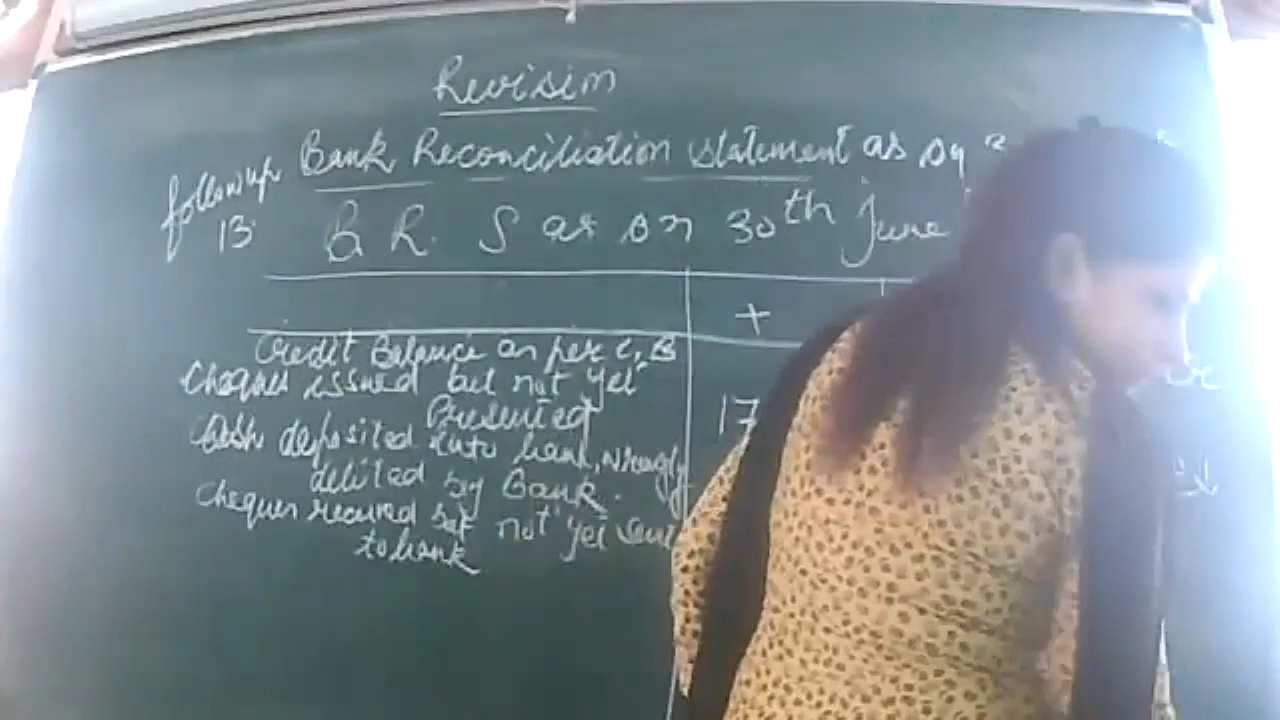 Revision
Bank Reconciliation statement as on
follow up
13
B R S as on 30th June
+
Credit Balance as per C, B
Cheques issued but not yet
Presented
17
Cash deposited into bank, wrongly
debited by Bank.
Cheques received but not yet sent
to bank